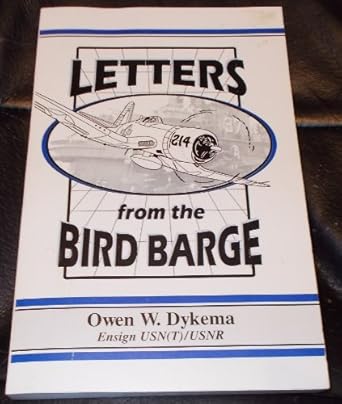 LETTERS
214
from the
BIRD BARGE
Owen W. Dykema
Ensign USN(T)/USNR